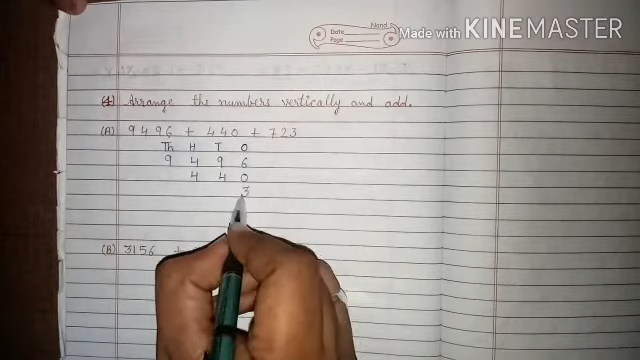 Nand
Date
Page
Made with KINEMASTER
(4) Arrange the numbers vertically and add.
(A) 9496 + 440 + 723
Th H T O
9 4 9 6
4 4 0
3
(B) 3156 +